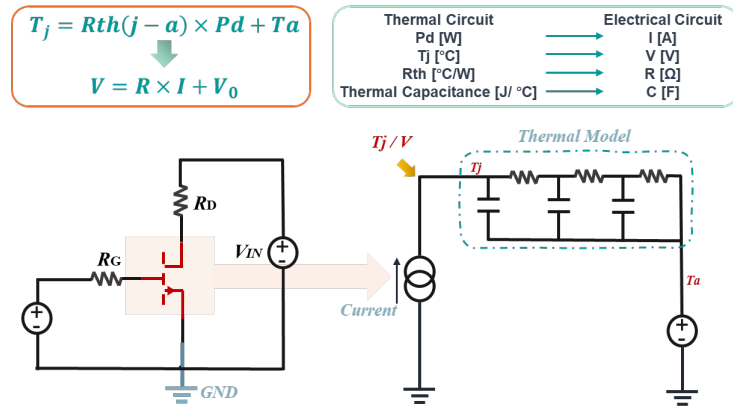 Tj = Rth(j − a) × Pd + Ta
V = R × I + V0
Thermal Circuit Electrical Circuit
Pd [W] I [A]
Tj [°C] V [V]
Rth [°C/W] R [Ω]
Thermal Capacitance [J/ °C] C [F]
Tj / V
Thermal Model
Tj
RD
RG
VIN
+
-
+
-
Current
Ta
+
-
GND